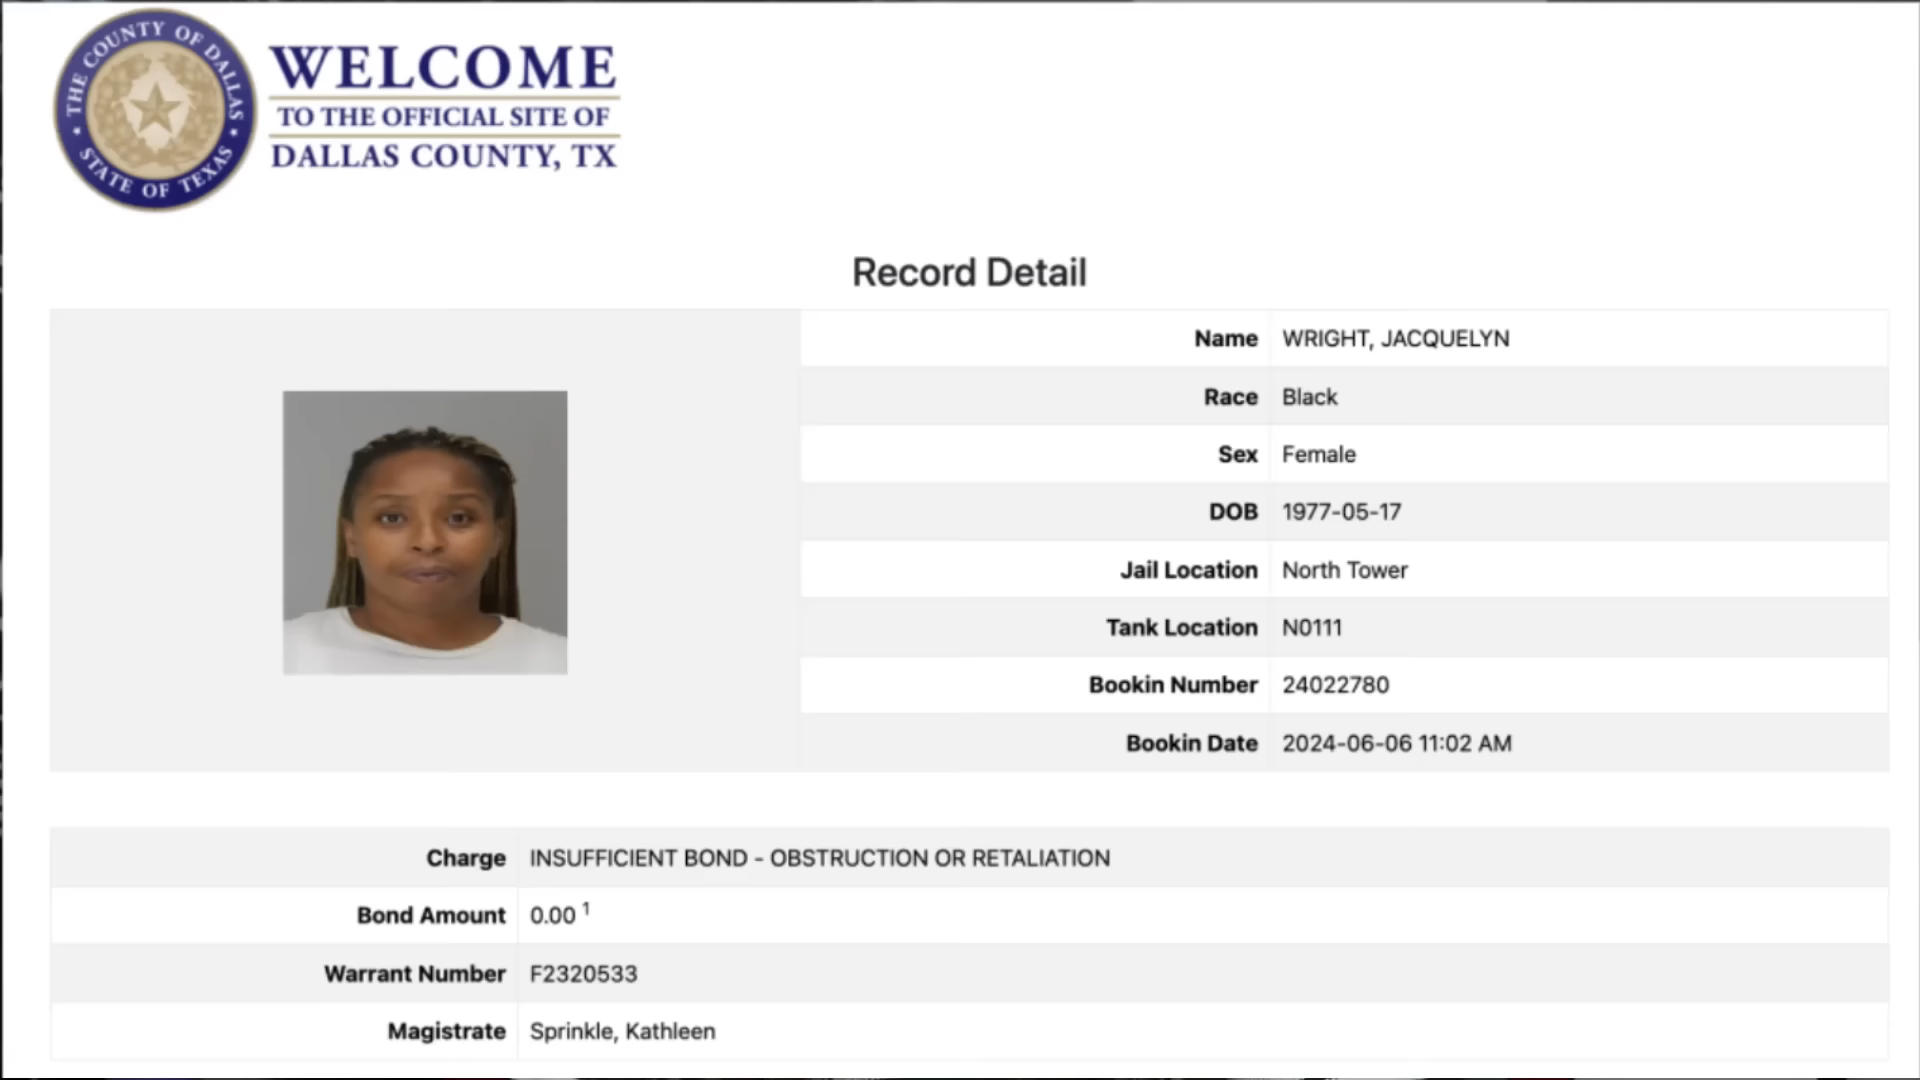 THE COUNTY OF DALLAS
STATE OF TEXAS
WELCOME
TO THE OFFICIAL SITE OF
DALLAS COUNTY, TX
Record Detail
Name WRIGHT, JACQUELYN
Race Black
Sex Female
DOB 1977-05-17
Jail Location North Tower
Tank Location N0111
Bookin Number 24022780
Bookin Date 2024-06-06 11:02 AM
Charge INSUFFICIENT BOND - OBSTRUCTION OR RETALIATION
Bond Amount 0.00 1
Warrant Number F2320533
Magistrate Sprinkle, Kathleen